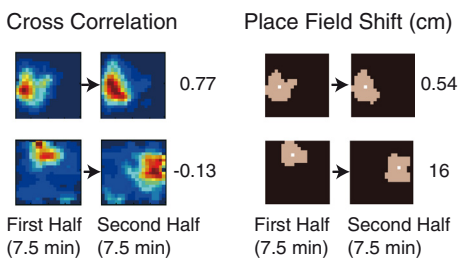 Cross Correlation
Place Field Shift (cm)
0.77
0.54
-0.13
16
First Half
(7.5 min)
Second Half
(7.5 min)
First Half
(7.5 min)
Second Half
(7.5 min)